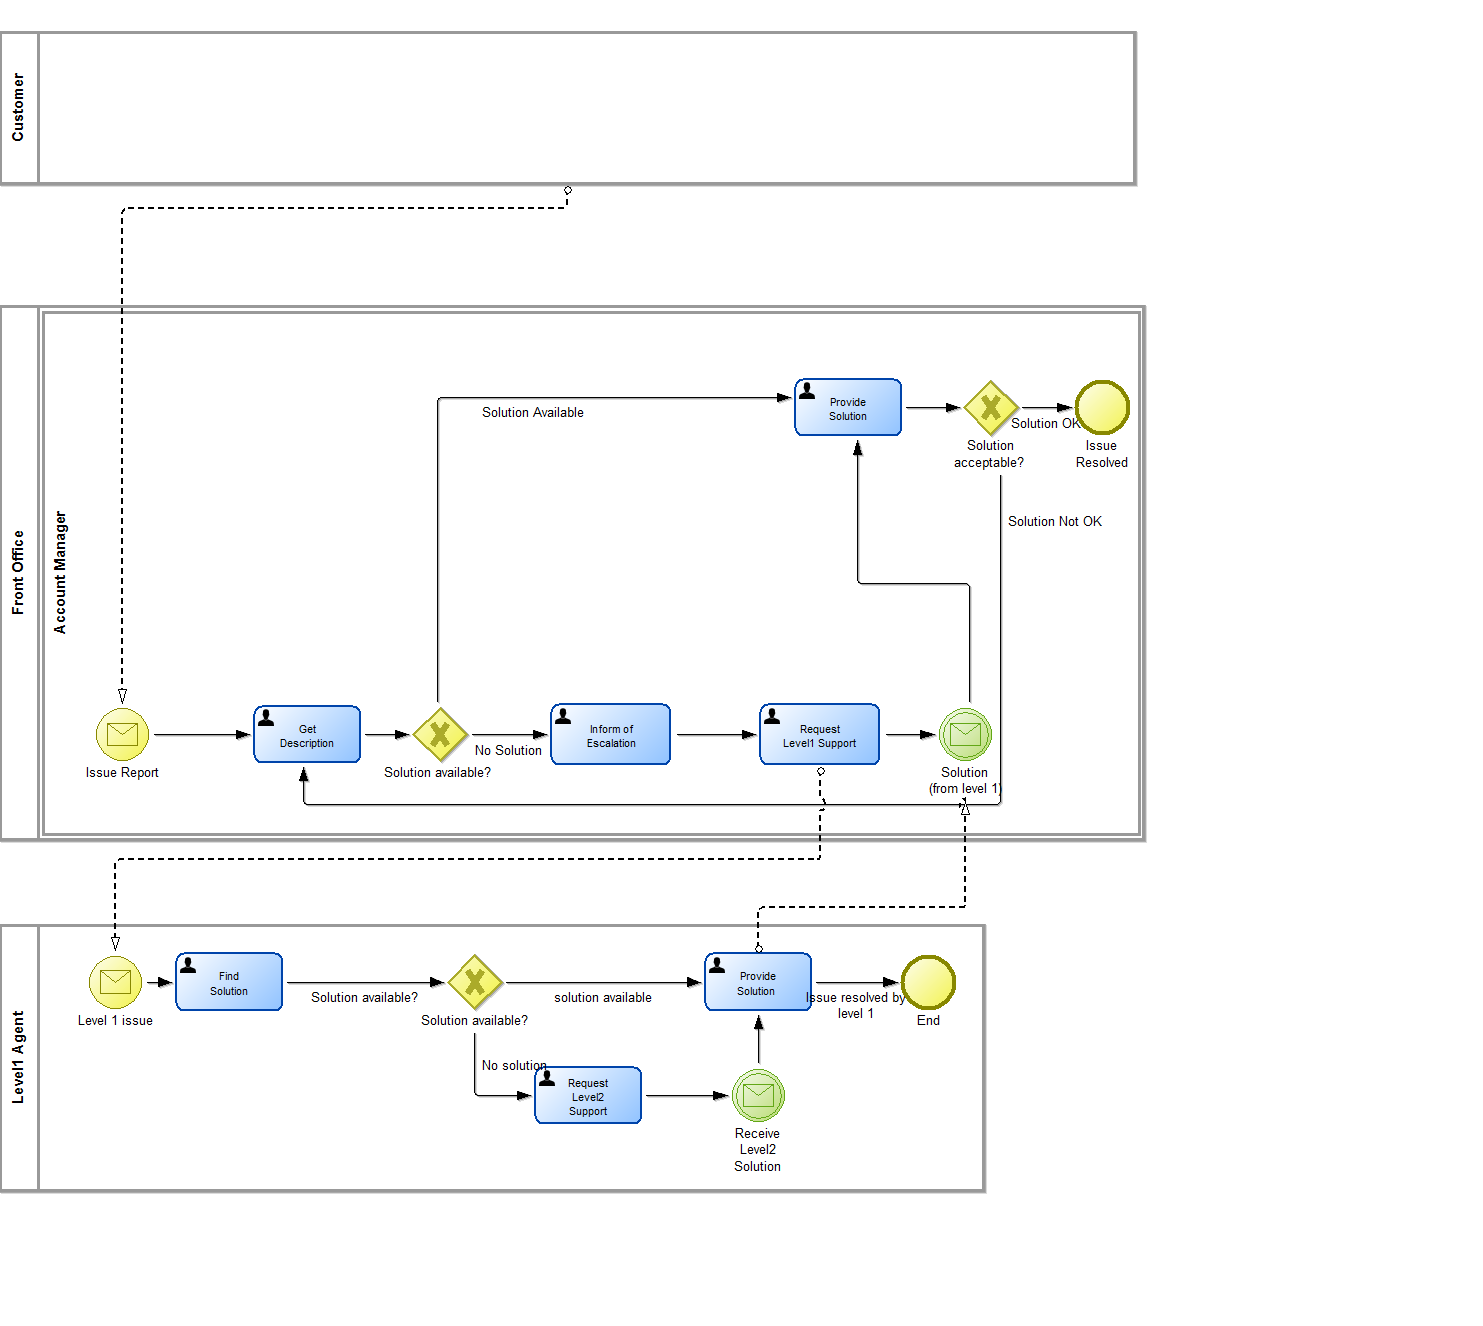 Customer
Front Office
Account Manager
Solution Available
Provide
Solution
Solution OK
Solution
acceptable?
Issue
Resolved
Solution Not OK
Issue Report
Get
Description
Solution available?
No Solution
Inform of
Escalation
Request
Level1 Support
Solution
(from level 1)
Level1 Agent
Level 1 issue
Find
Solution
Solution available?
Solution available?
solution available
Provide
Solution
Issue resolved by
level 1
End
No solution
Request
Level2
Support
Receive
Level2
Solution